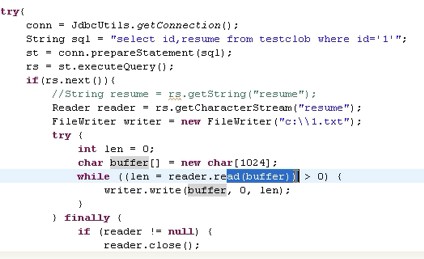 try{
conn = JdbcUtils.getConnection();
String sql = "select id,resume from testclob where id='1'";
st = conn.prepareStatement(sql);
rs = st.executeQuery();
if(rs.next()){
//String resume = rs.getString("resume");
Reader reader = rs.getCharacterStream("resume");
FileWriter writer = new FileWriter("c:\\1.txt");
try {
int len = 0;
char buffer[] = new char[1024];
while ((len = reader.read(buffer)) > 0) {
writer.write(buffer, 0, len);
}
} finally {
if (reader != null) {
reader.close();